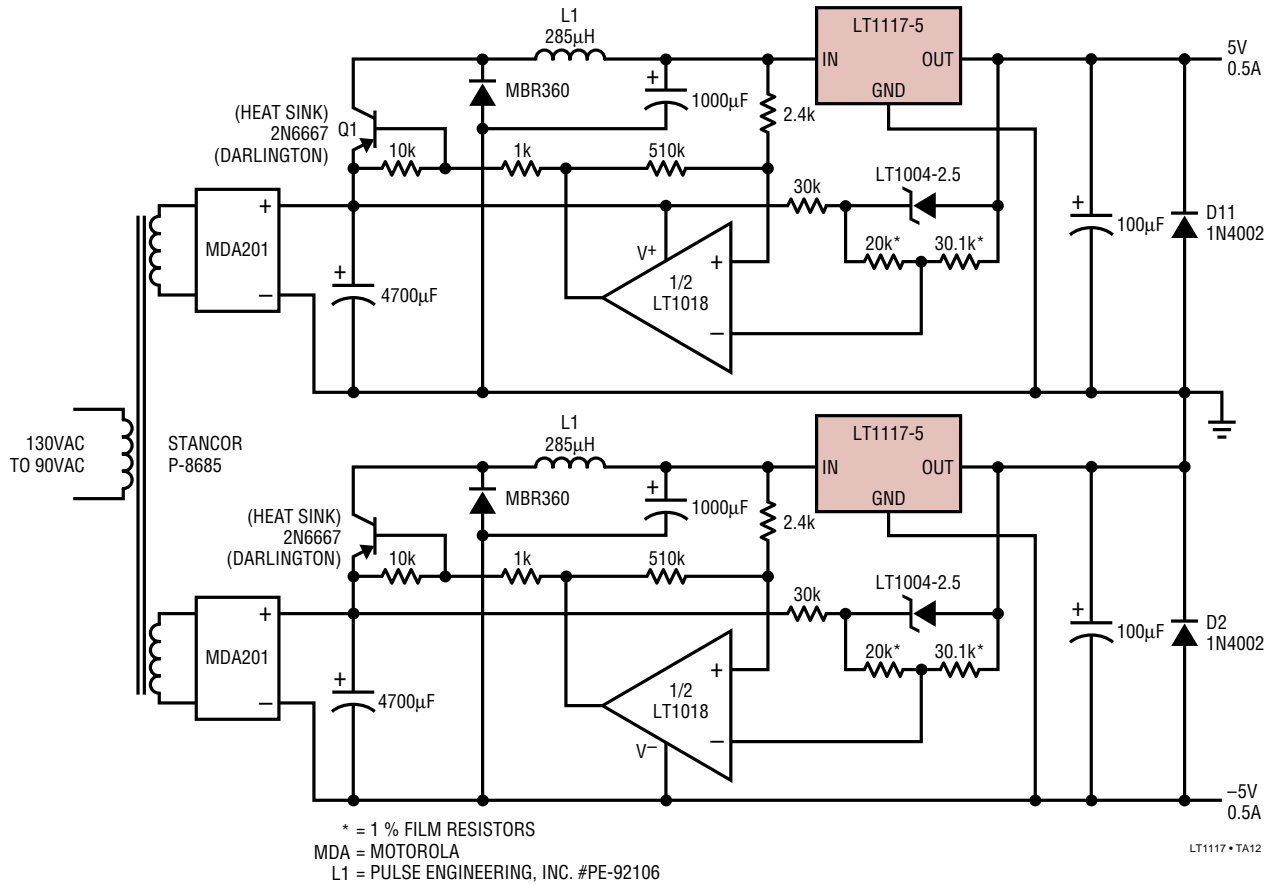 L1
285µH
LT1117-5
IN
OUT
GND
5V
0.5A
MBR360
+
1000µF
2.4k
(HEAT SINK)
2N6667
(DARLINGTON)
Q1
10k
1k
510k
LT1004-2.5
30k
20k*
30.1k*
+
100µF
D11
1N4002
MDA201
+
–
+
4700µF
V+
+
1/2
LT1018
–
130VAC
TO 90VAC
STANCOR
P-8685
L1
285µH
LT1117-5
IN
OUT
GND
MBR360
+
1000µF
2.4k
(HEAT SINK)
2N6667
(DARLINGTON)
10k
1k
510k
LT1004-2.5
30k
20k*
30.1k*
+
100µF
D2
1N4002
MDA201
+
–
+
4700µF
+
1/2
LT1018
–
V–
–5V
0.5A
* = 1 % FILM RESISTORS
MDA = MOTOROLA
L1 = PULSE ENGINEERING, INC. #PE-92106
LT1117 • TA12